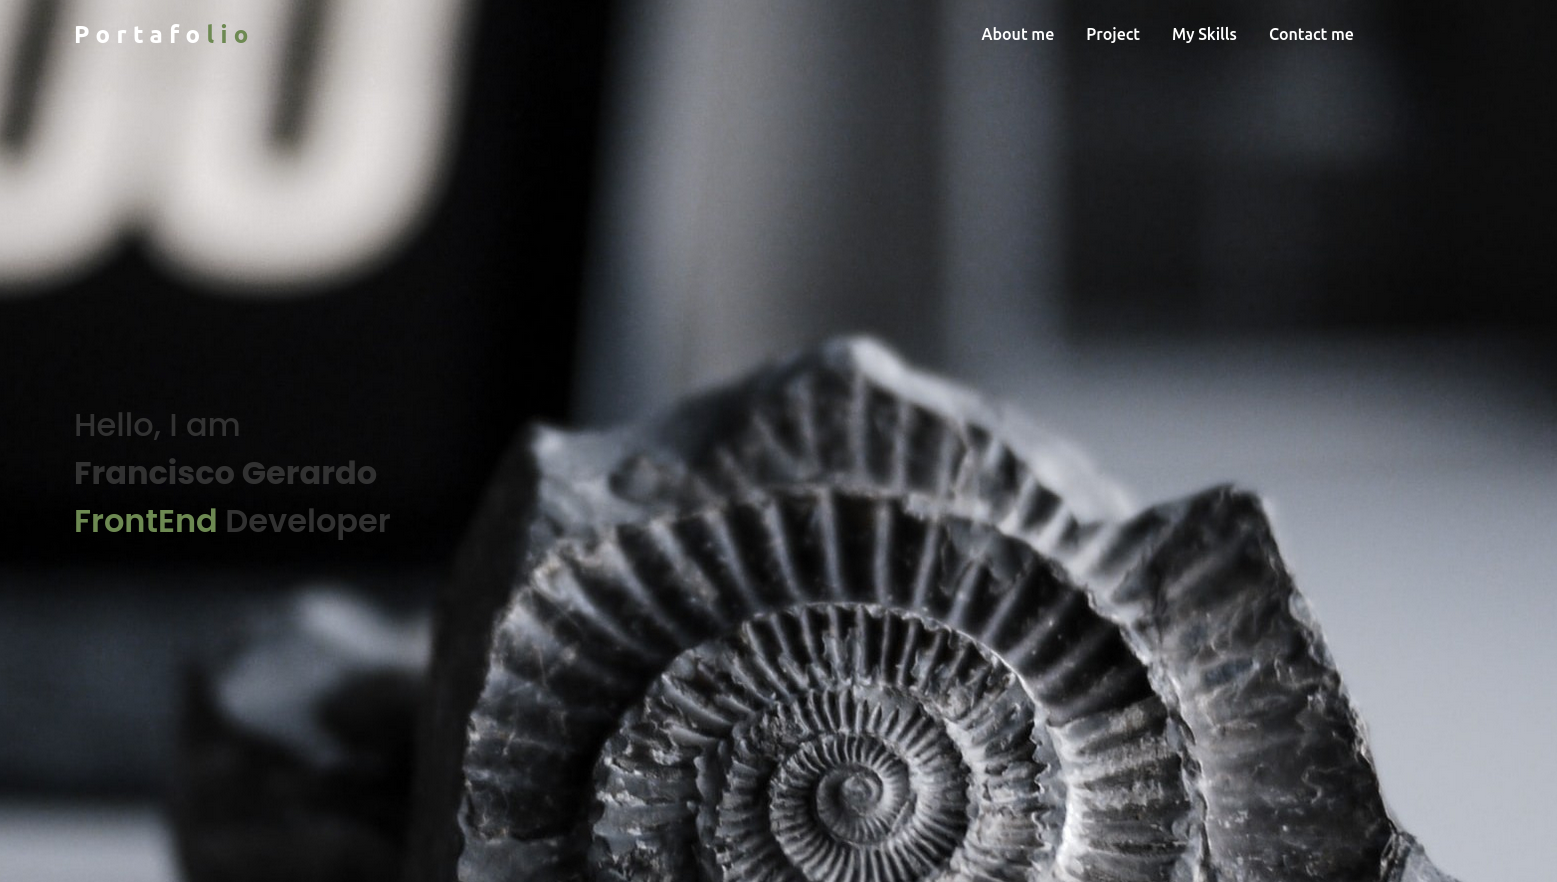 Portafolio
About me Project My Skills Contact me
Hello, I am
Francisco Gerardo
FrontEnd Developer